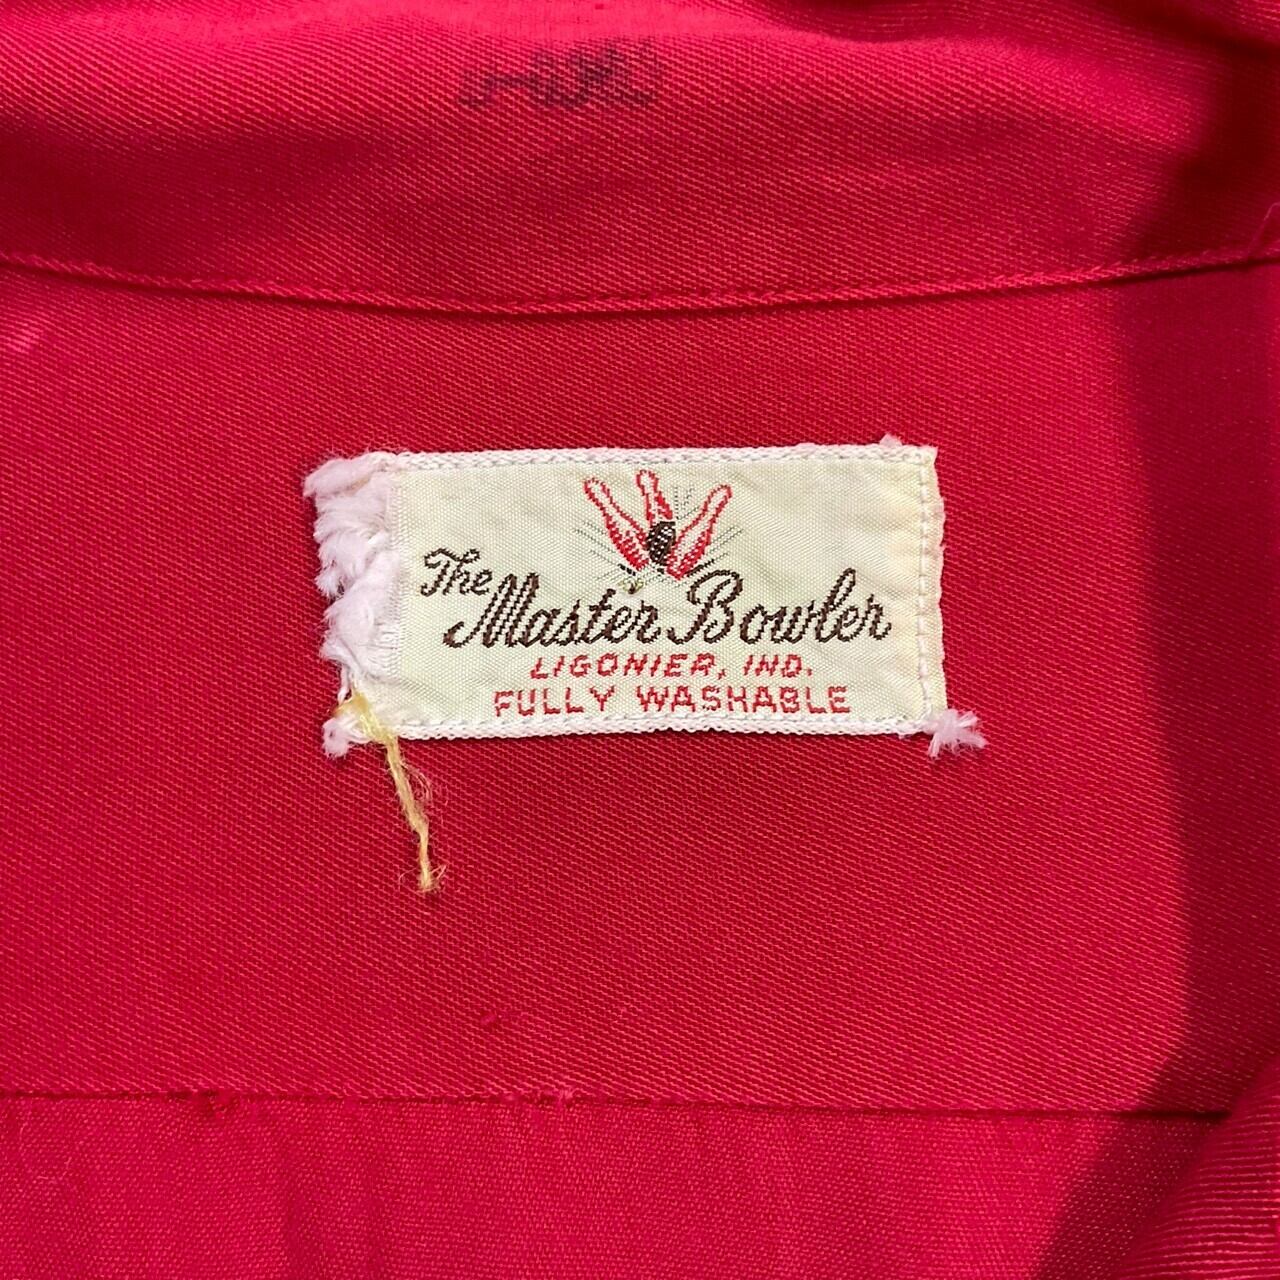 The
Master Bowler
LIGONIER, IND.
FULLY WASHABLE